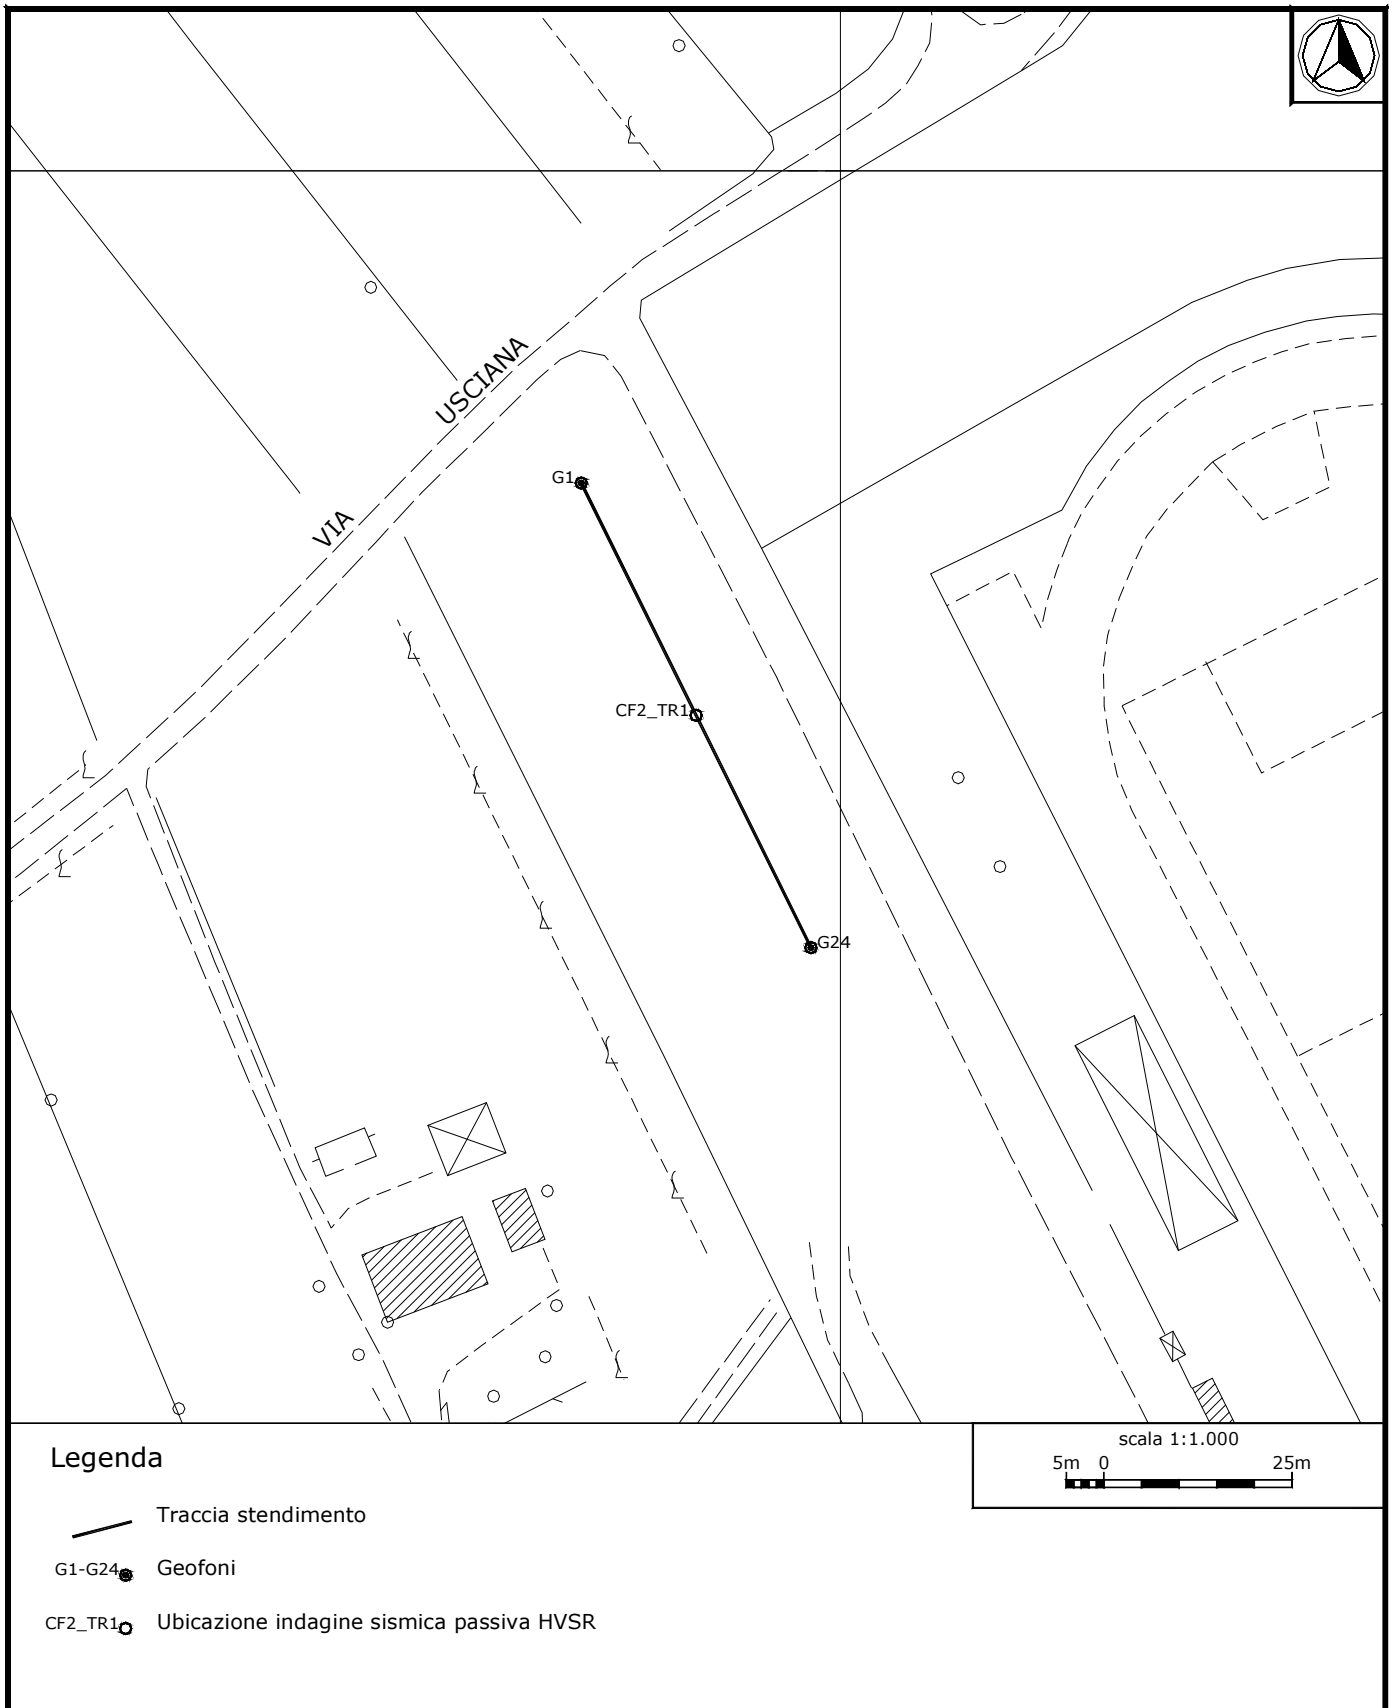 USCIANA
VIA
G1
CF2_TR1
G24
Legenda
scala 1:1.000
5m 0 25m
Traccia stendimento
G1-G24 Geofoni
CF2_TR1 Ubicazione indagine sismica passiva HVSR